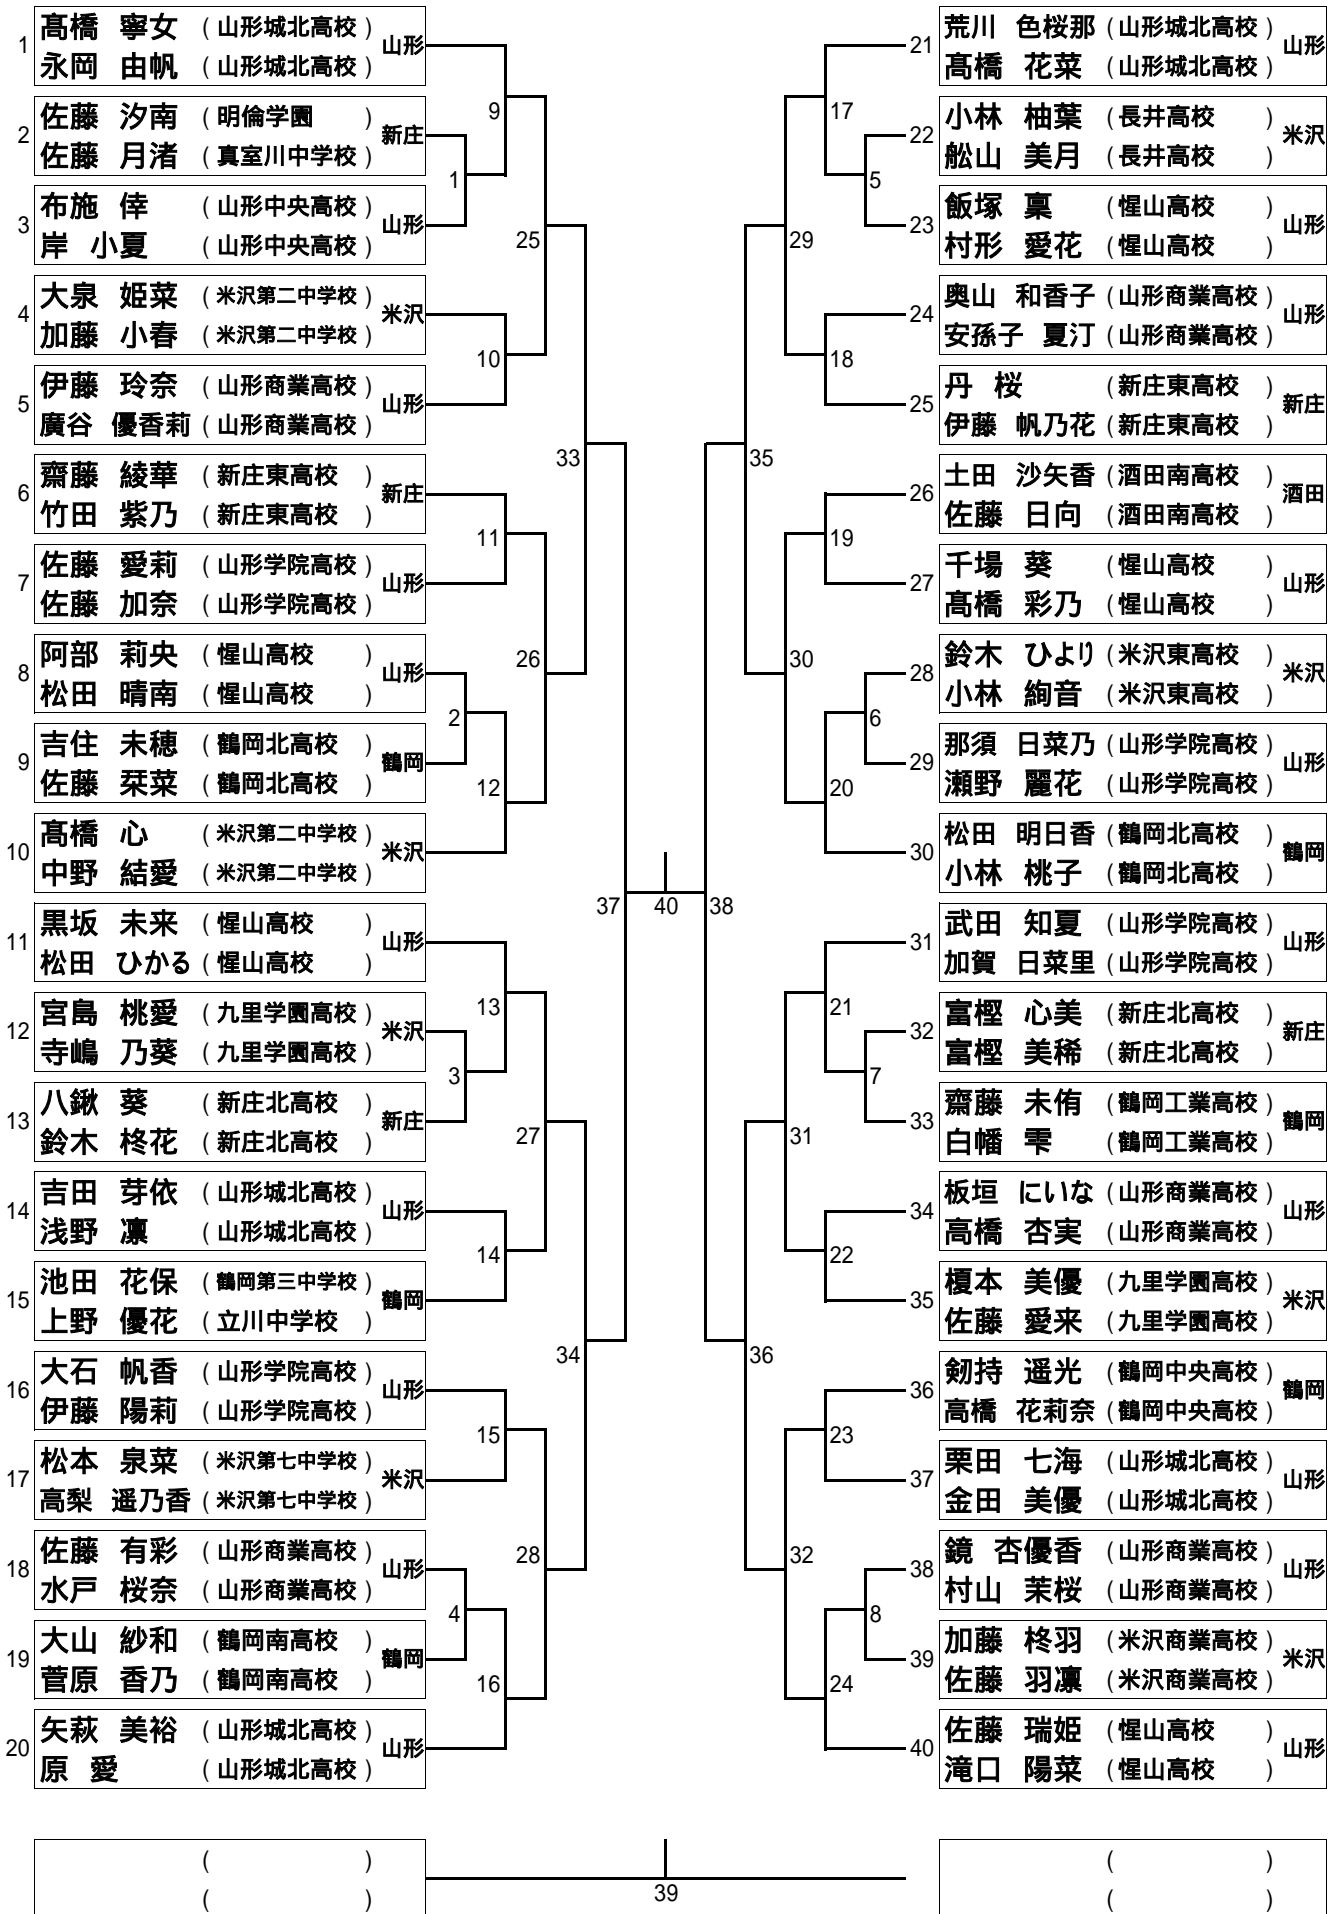 1 髙橋 寧女 (山形城北高校) 山形
永岡 由帆 (山形城北高校)
2 佐藤 汐南 (明倫学園) 新庄
佐藤 月渚 (真室川中学校)
3 布施 倖 (山形中央高校) 山形
岸 小夏 (山形中央高校)
4 大泉 姫菜 (米沢第二中学校) 米沢
加藤 小春 (米沢第二中学校)
5 伊藤 玲奈 (山形商業高校) 山形
廣谷 優香莉 (山形商業高校)
6 齋藤 綾華 (新庄東高校) 新庄
竹田 紫乃 (新庄東高校)
7 佐藤 愛莉 (山形学院高校) 山形
佐藤 加奈 (山形学院高校)
8 阿部 莉央 (惺山高校) 山形
松田 晴南 (惺山高校)
9 吉住 未穂 (鶴岡北高校) 鶴岡
佐藤 栞菜 (鶴岡北高校)
10 髙橋 心 (米沢第二中学校) 米沢
中野 結愛 (米沢第二中学校)
11 黒坂 未来 (惺山高校) 山形
松田 ひかる (惺山高校)
12 宮島 桃愛 (九里学園高校) 米沢
寺嶋 乃葵 (九里学園高校)
13 八鍬 葵 (新庄北高校) 新庄
鈴木 柊花 (新庄北高校)
14 吉田 芽依 (山形城北高校) 山形
浅野 凛 (山形城北高校)
15 池田 花保 (鶴岡第三中学校) 鶴岡
上野 優花 (立川中学校)
16 大石 帆香 (山形学院高校) 山形
伊藤 陽莉 (山形学院高校)
17 松本 泉菜 (米沢第七中学校) 米沢
高梨 遥乃香 (米沢第七中学校)
18 佐藤 有彩 (山形商業高校) 山形
水戸 桜奈 (山形商業高校)
19 大山 紗和 (鶴岡南高校) 鶴岡
菅原 香乃 (鶴岡南高校)
20 矢萩 美裕 (山形城北高校) 山形
原 愛 (山形城北高校)
1
2
3
4
9
10
11
12
13
14
15
16
25
26
27
28
33
34
37
40
38
35
36
29
30
31
32
17
18
19
20
21
22
23
24
5
6
7
8
21 荒川 色桜那 (山形城北高校) 山形
髙橋 花菜 (山形城北高校)
22 小林 柚葉 (長井高校) 米沢
舩山 美月 (長井高校)
23 飯塚 稟 (惺山高校) 山形
村形 愛花 (惺山高校)
24 奥山 和香子 (山形商業高校) 山形
安孫子 夏汀 (山形商業高校)
25 丹 桜 (新庄東高校) 新庄
伊藤 帆乃花 (新庄東高校)
26 土田 沙矢香 (酒田南高校) 酒田
佐藤 日向 (酒田南高校)
27 千場 葵 (惺山高校) 山形
髙橋 彩乃 (惺山高校)
28 鈴木 ひより (米沢東高校) 米沢
小林 絢音 (米沢東高校)
29 那須 日菜乃 (山形学院高校) 山形
瀬野 麗花 (山形学院高校)
30 松田 明日香 (鶴岡北高校) 鶴岡
小林 桃子 (鶴岡北高校)
31 武田 知夏 (山形学院高校) 山形
加賀 日菜里 (山形学院高校)
32 富樫 心美 (新庄北高校) 新庄
富樫 美稀 (新庄北高校)
33 齋藤 未侑 (鶴岡工業高校) 鶴岡
白幡 雫 (鶴岡工業高校)
34 板垣 にいな (山形商業高校) 山形
高橋 杏実 (山形商業高校)
35 榎本 美優 (九里学園高校) 米沢
佐藤 愛来 (九里学園高校)
36 剱持 遥光 (鶴岡中央高校) 鶴岡
高橋 花莉奈 (鶴岡中央高校)
37 栗田 七海 (山形城北高校) 山形
金田 美優 (山形城北高校)
38 鏡 杏優香 (山形商業高校) 山形
村山 茉桜 (山形商業高校)
39 加藤 柊羽 (米沢商業高校) 米沢
佐藤 羽凛 (米沢商業高校)
40 佐藤 瑞姫 (惺山高校) 山形
滝口 陽菜 (惺山高校)
( ) ( )
( ) ( )
39